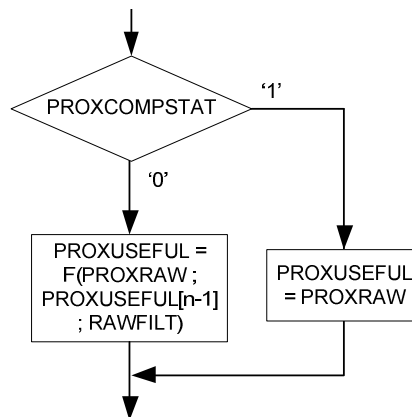 PROXCOMPSTAT
‘1’
‘0’
PROXUSEFUL =
F(PROXRAW ;
PROXUSEFUL[n-1]
; RAWFILT)
PROXUSEFUL
= PROXRAW